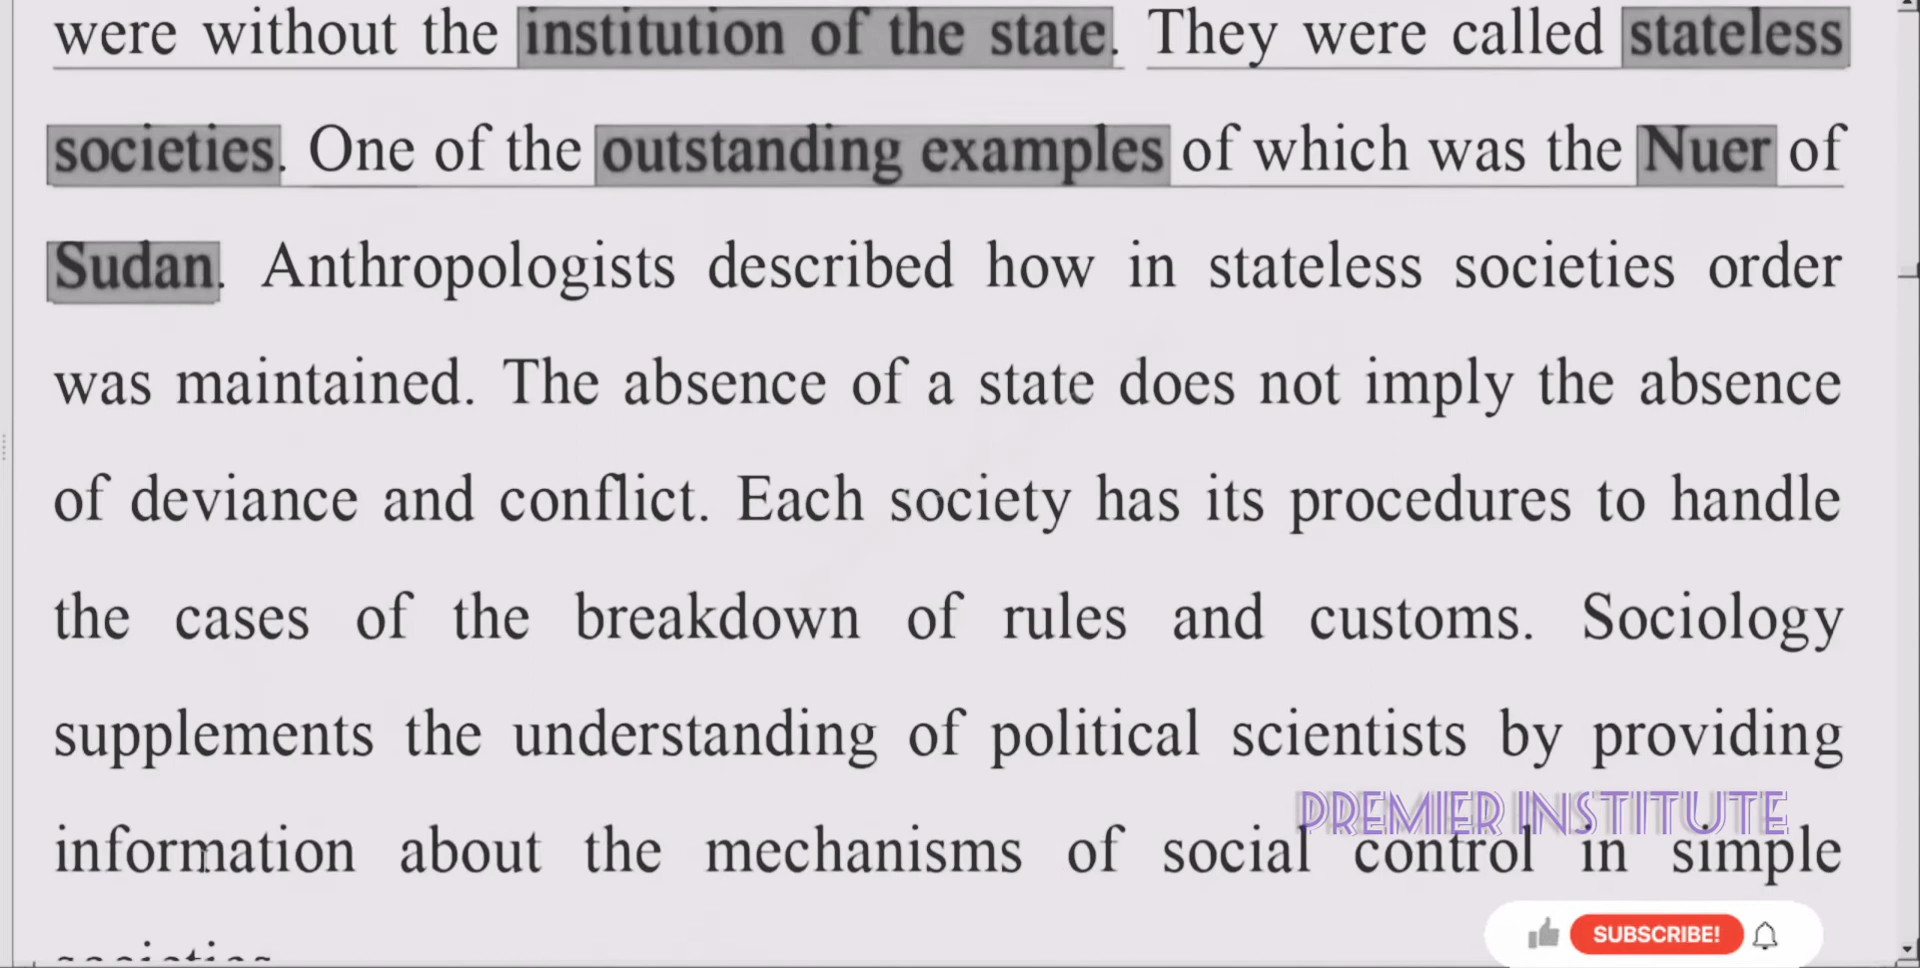 were without the institution of the state. They were called stateless
societies. One of the outstanding examples of which was the Nuer of
Sudan. Anthropologists described how in stateless societies order
was maintained. The absence of a state does not imply the absence
of deviance and conflict. Each society has its procedures to handle
the cases of the breakdown of rules and customs. Sociology
supplements the understanding of political scientists by providing
PREMIER INSTITUTE
information about the mechanisms of social control in simple
SUBSCRIBE!